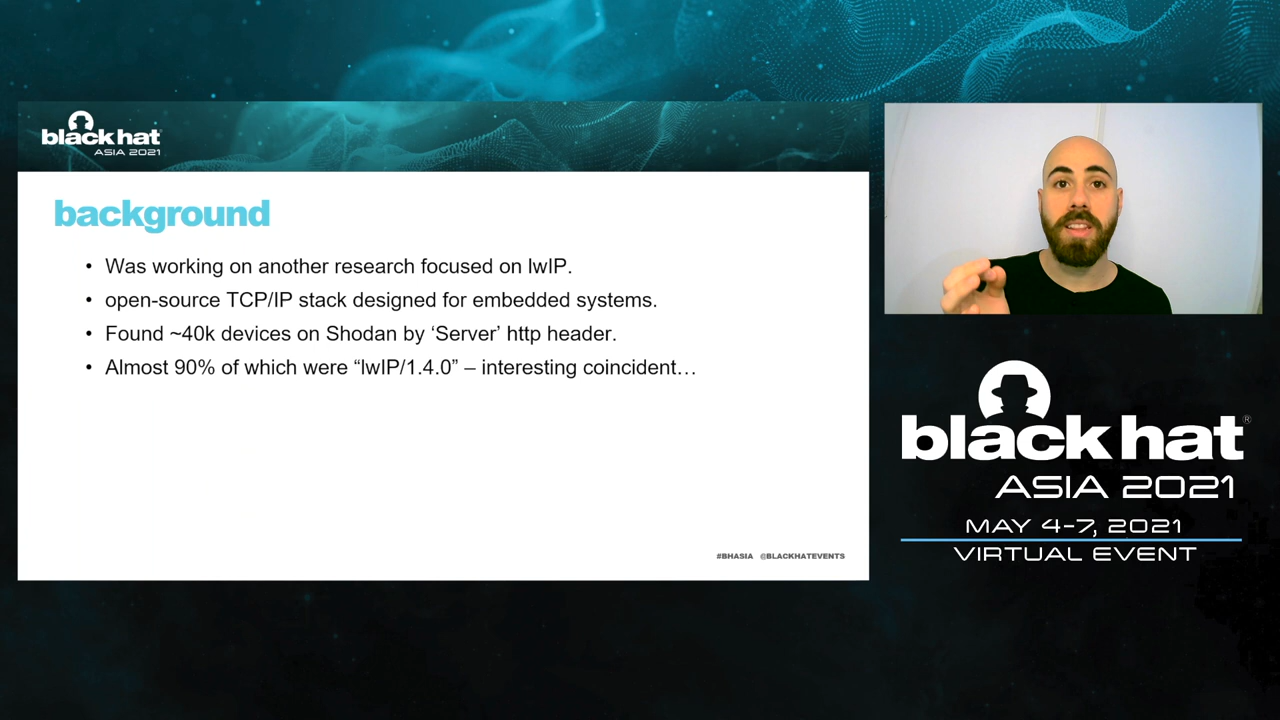 black hat
ASIA 2021
background
• Was working on another research focused on lwIP.
• open-source TCP/IP stack designed for embedded systems.
• Found ~40k devices on Shodan by ‘Server’ http header.
• Almost 90% of which were “lwIP/1.4.0” – interesting coincident…
#BHASIA @BLACKHATEVENTS
black hat®
ASIA 2021
MAY 4-7, 2021
VIRTUAL EVENT